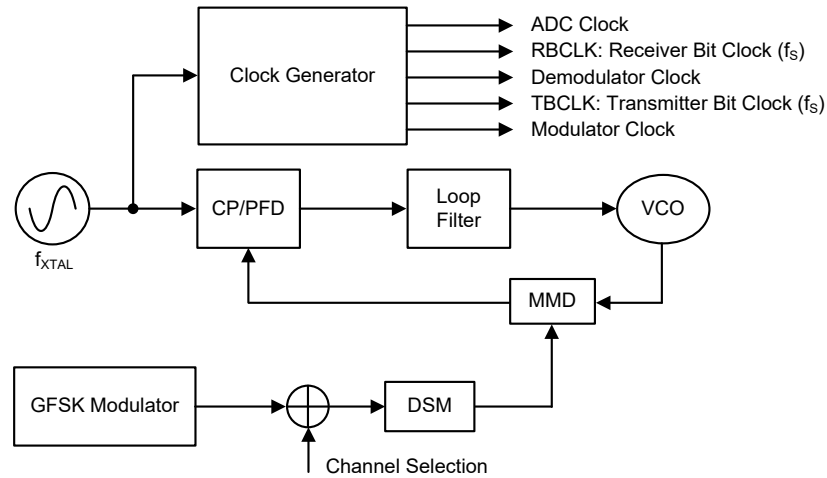 ADC Clock
RBCLK: Receiver Bit Clock (fS)
Clock Generator
Demodulator Clock
TBCLK: Transmitter Bit Clock (fS)
Modulator Clock
CP/PFD
Loop
Filter
VCO
fXTAL
MMD
GFSK Modulator
DSM
Channel Selection